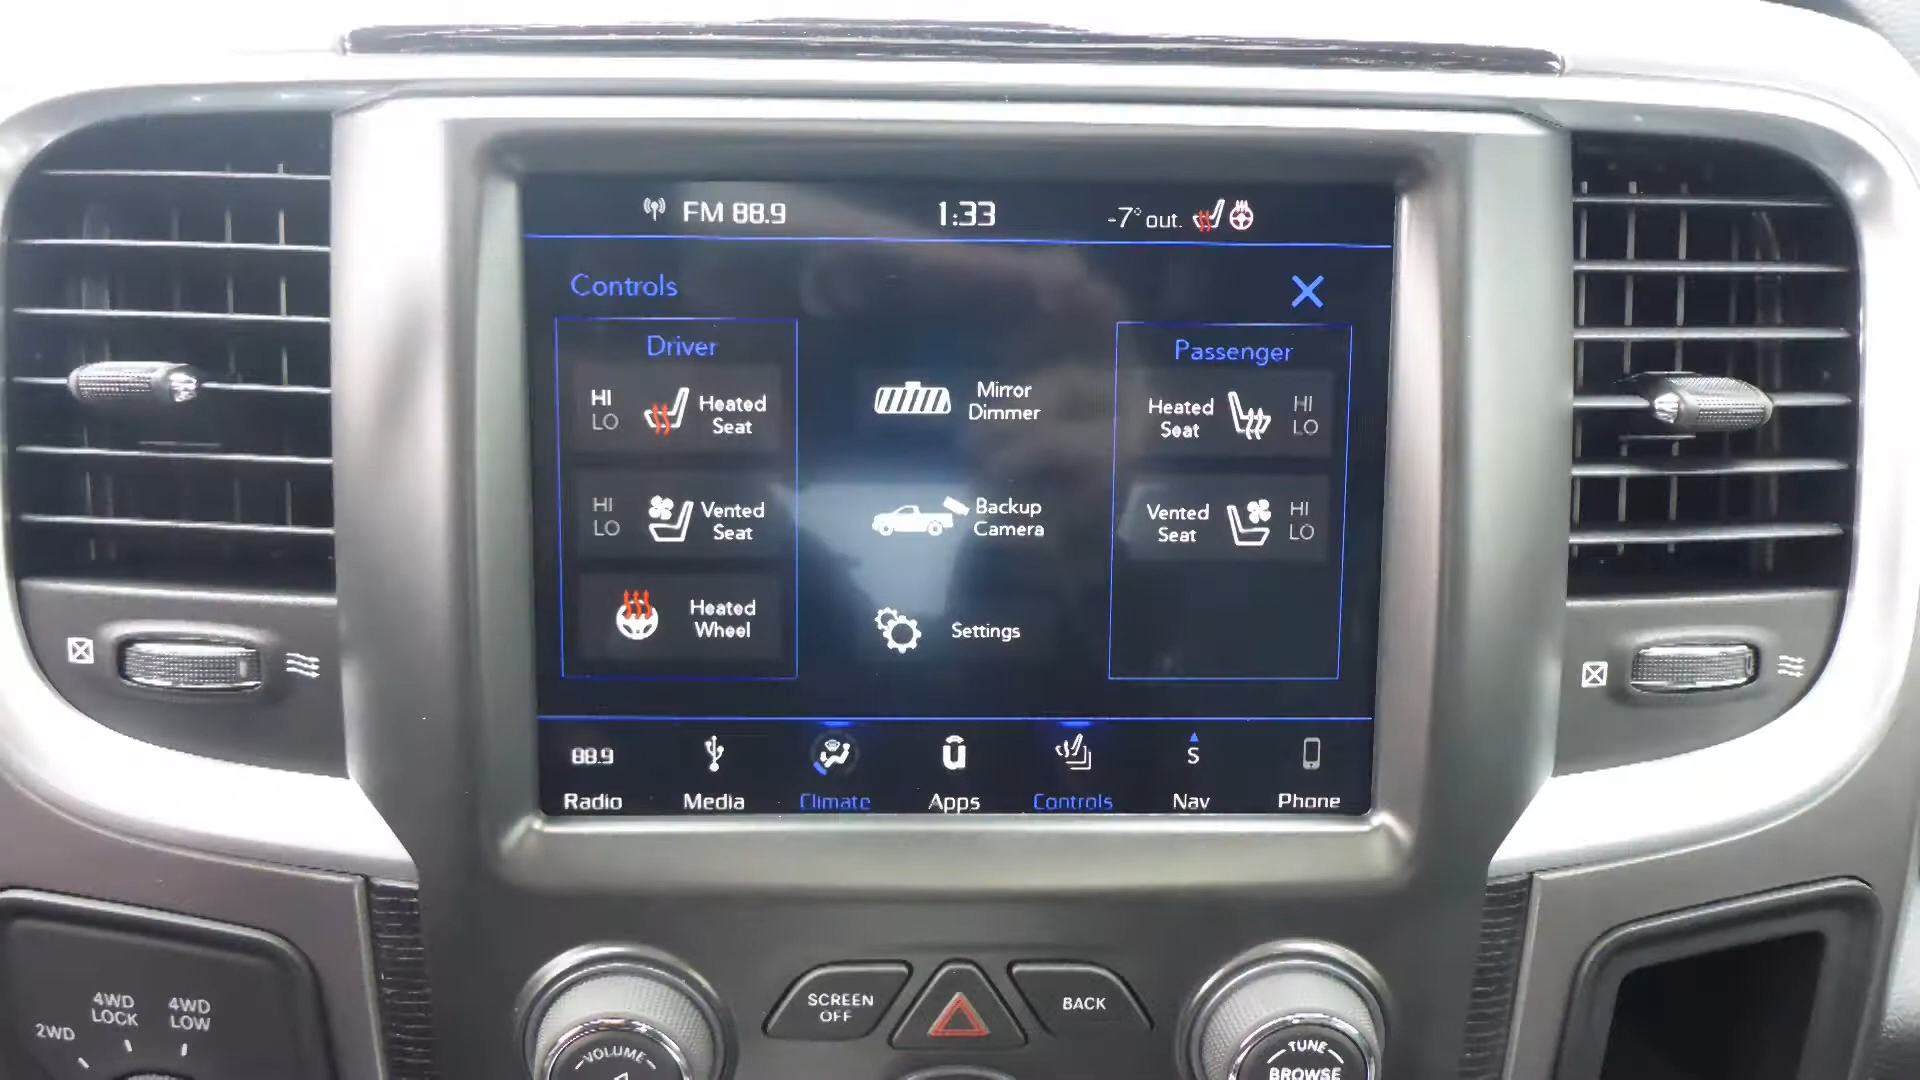 FM 88.9
1:33
-7° out.
Controls
X
Driver
HI
LO
Heated
Seat
HI
LO
Vented
Seat
Heated
Wheel
Mirror
Dimmer
Backup
Camera
Settings
Passenger
Heated
Seat
HI
LO
Vented
Seat
HI
LO
88.9
Radio
Media
Climate
Apps
Controls
S
Nav
Phone
SCREEN
OFF
BACK
2WD
4WD
LOCK
4WD
LOW
VOLUME
TUNE
BROWSE